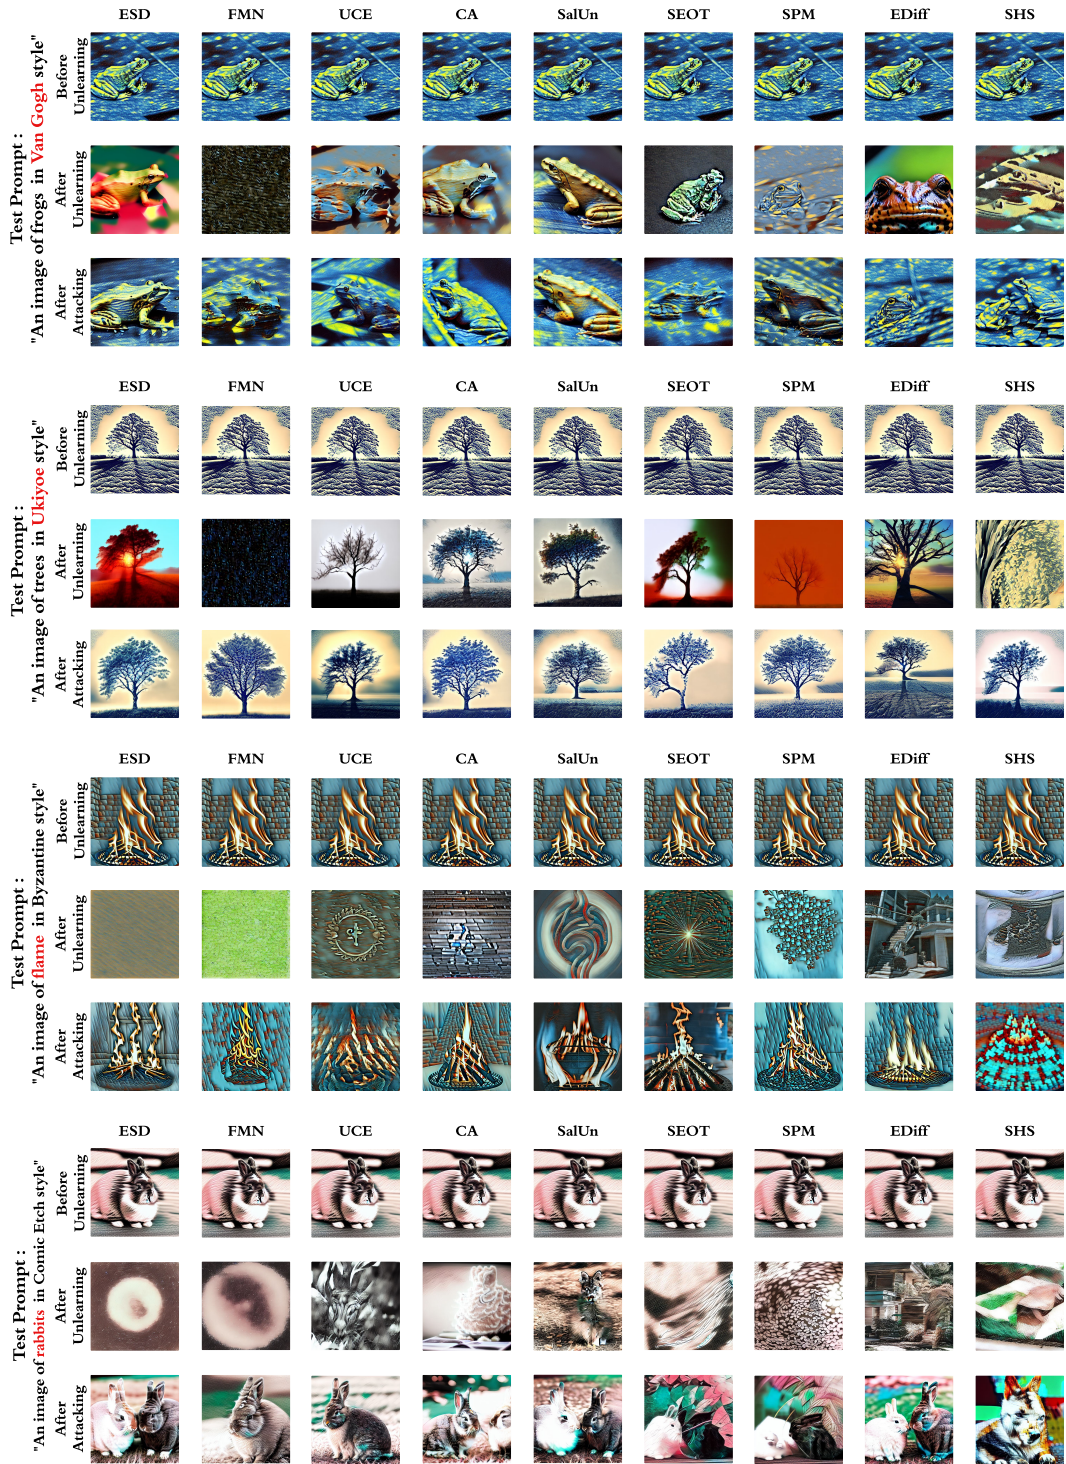 ESD FMN UCE CA SalUn SEOT SPM EDiff SHS
Test Prompt :
"An image of frogs in Van Gogh style"
Before
Unlearning
After
Unlearning
After
Attacking
ESD FMN UCE CA SalUn SEOT SPM EDiff SHS
Test Prompt :
"An image of trees in Ukiyoe style"
Before
Unlearning
After
Unlearning
After
Attacking
ESD FMN UCE CA SalUn SEOT SPM EDiff SHS
Test Prompt :
"An image of flame in Byzantine style"
Before
Unlearning
After
Unlearning
After
Attacking
ESD FMN UCE CA SalUn SEOT SPM EDiff SHS
Test Prompt :
"An image of rabbits in Comic Etch style"
Before
Unlearning
After
Unlearning
After
Attacking